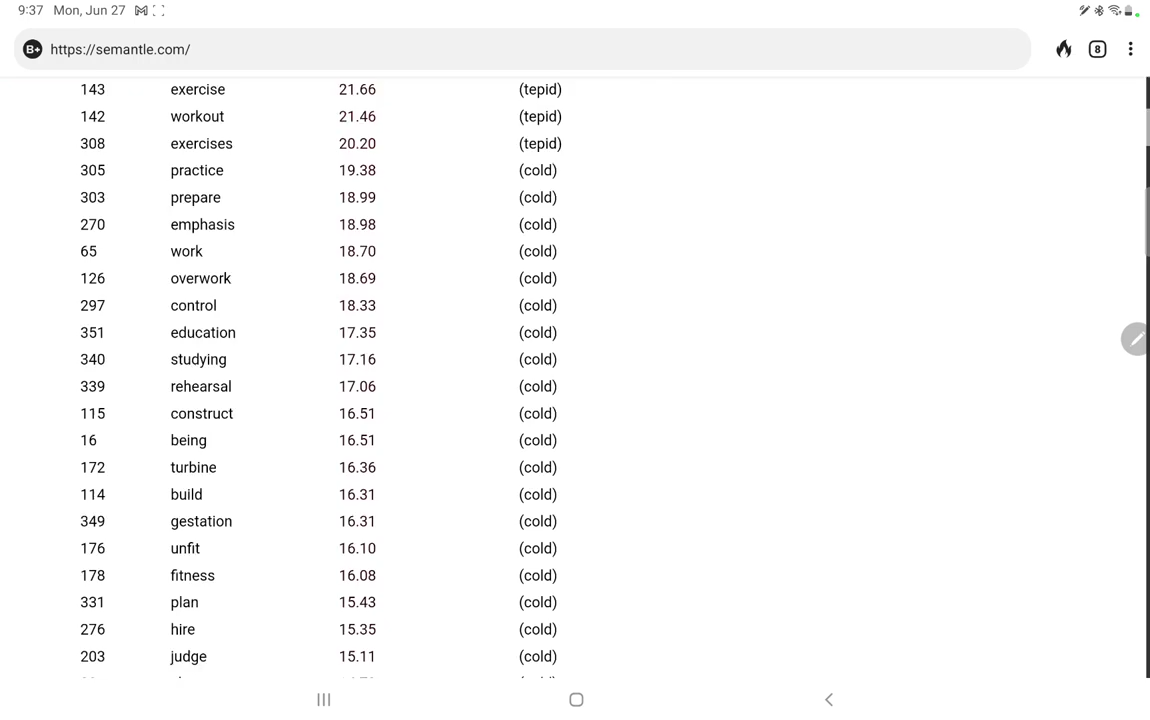 9:37 Mon, Jun 27
8
B+ https://semantle.com/
143 exercise 21.66 (tepid)
142 workout 21.46 (tepid)
308 exercises 20.20 (tepid)
305 practice 19.38 (cold)
303 prepare 18.99 (cold)
270 emphasis 18.98 (cold)
65 work 18.70 (cold)
126 overwork 18.69 (cold)
297 control 18.33 (cold)
351 education 17.35 (cold)
340 studying 17.16 (cold)
339 rehearsal 17.06 (cold)
115 construct 16.51 (cold)
16 being 16.51 (cold)
172 turbine 16.36 (cold)
114 build 16.31 (cold)
349 gestation 16.31 (cold)
176 unfit 16.10 (cold)
178 fitness 16.08 (cold)
331 plan 15.43 (cold)
276 hire 15.35 (cold)
203 judge 15.11 (cold)